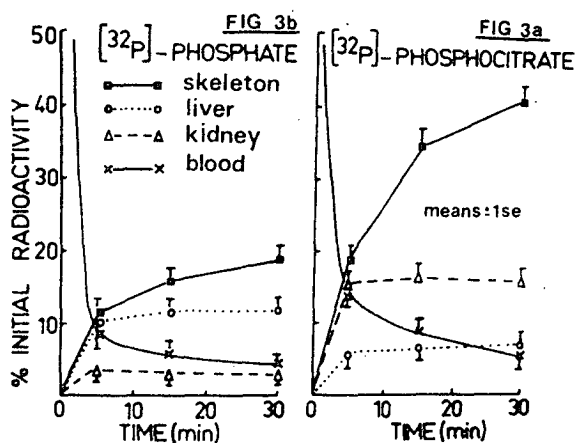 FIG 3b
[32P]-PHOSPHATE
skeleton
liver
kidney
blood
50
40
30
20
10
% INITIAL RADIOACTIVITY
0 10 20 30
TIME (min)
FIG 3a
[32P]-PHOSPHOCITRATE
means ±1se
0 10 20 30
TIME (min)